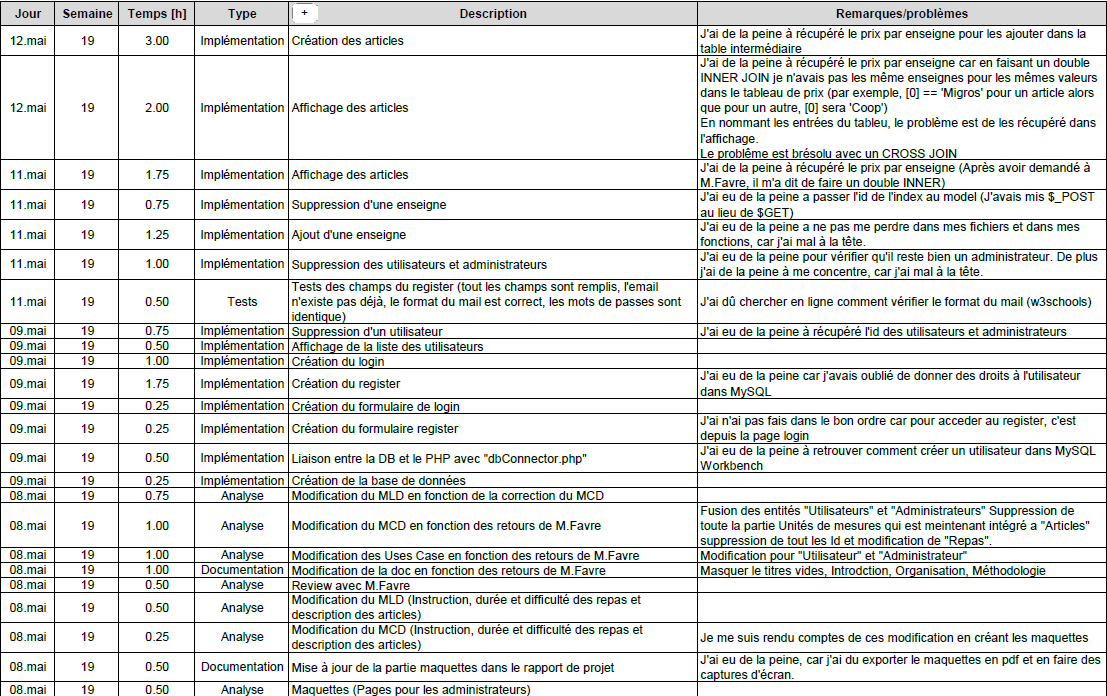 Jour Semaine Temps [h] Type + Description Remarques/problèmes
12.mai 19 3.00 Implémentation Création des articles J'ai de la peine à récupéré le prix par enseigne pour les ajouter dans la
table intermédiaire
12.mai 19 2.00 Implémentation Affichage des articles J'ai de la peine à récupéré le prix par enseigne car en faisant un double
INNER JOIN je n'avais pas les même enseignes pour les mêmes valeurs
dans le tableau de prix (par exemple, [0] == 'Migros' pour un article alors
que pour un autre, [0] sera 'Coop')
En nommant les entrées du tableu, le problème est de les récupéré dans
l'affichage.
Le problême est brésolu avec un CROSS JOIN
11.mai 19 1.75 Implémentation Affichage des articles J'ai de la peine à récupéré le prix par enseigne (Après avoir demandé à
M.Favre, il m'a dit de faire un double INNER)
11.mai 19 0.75 Implémentation Suppression d'une enseigne J'ai eu de la peine a passer l'id de l'index au model (J'avais mis $_POST
au lieu de $GET)
11.mai 19 1.25 Implémentation Ajout d'une enseigne J'ai eu de la peine a ne pas me perdre dans mes fichiers et dans mes
fonctions, car j'ai mal à la tête.
11.mai 19 1.00 Implémentation Suppression des utilisateurs et administrateurs J'ai eu de la peine pour vérifier qu'il reste bien un administrateur. De plus
j'ai de la peine à me concentre, car j'ai mal à la tête.
11.mai 19 0.50 Tests Tests des champs du register (tout les champs sont remplis, l'email
n'existe pas déjà, le format du mail est correct, les mots de passes sont
identique) J'ai dû chercher en ligne comment vérifier le format du mail (w3schools)
09.mai 19 0.75 Implémentation Suppression d'un utilisateur J'ai eu de la peine à récupéré l'id des utilisateurs et administrateurs
09.mai 19 0.50 Implémentation Affichage de la liste des utilisateurs
09.mai 19 1.00 Implémentation Création du login
09.mai 19 1.75 Implémentation Création du register J'ai eu de la peine car j'avais oublié de donner des droits à l'utilisateur
dans MySQL
09.mai 19 0.25 Implémentation Création du formulaire de login
09.mai 19 0.25 Implémentation Création du formulaire register J'ai n'ai pas fais dans le bon ordre car pour acceder au register, c'est
depuis la page login
09.mai 19 0.50 Implémentation Liaison entre la DB et le PHP avec "dbConnector.php" J'ai eu de la peine à retrouver comment créer un utilisateur dans MySQL
Workbench
09.mai 19 0.25 Implémentation Création de la base de données
08.mai 19 0.75 Analyse Modification du MLD en fonction de la correction du MCD
08.mai 19 1.00 Analyse Modification du MCD en fonction des retours de M.Favre Fusion des entités "Utilisateurs" et "Administrateurs" Suppression de
toute la partie Unités de mesures qui est meintenant intégré a "Articles"
suppression de tout les Id et modification de "Repas".
08.mai 19 1.00 Analyse Modification des Uses Case en fonction des retours de M.Favre Modification pour "Utilisateur" et "Administrateur"
08.mai 19 1.00 Documentation Modification de la doc en fonction des retours de M.Favre Masquer le titres vides, Introdction, Organisation, Méthodologie
08.mai 19 0.50 Analyse Review avec M.Favre
08.mai 19 0.50 Analyse Modification du MLD (Instruction, durée et difficulté des repas et
description des articles)
08.mai 19 0.25 Analyse Modification du MCD (Instruction, durée et difficulté des repas et
description des articles) Je me suis rendu comptes de ces modification en créant les maquettes
08.mai 19 0.50 Documentation Mise à jour de la partie maquettes dans le rapport de projet J'ai eu de la peine, car j'ai du exporter le maquettes en pdf et en faire des
captures d'écran.
08.mai 19 0.50 Analyse Maquettes (Pages pour les administrateurs)